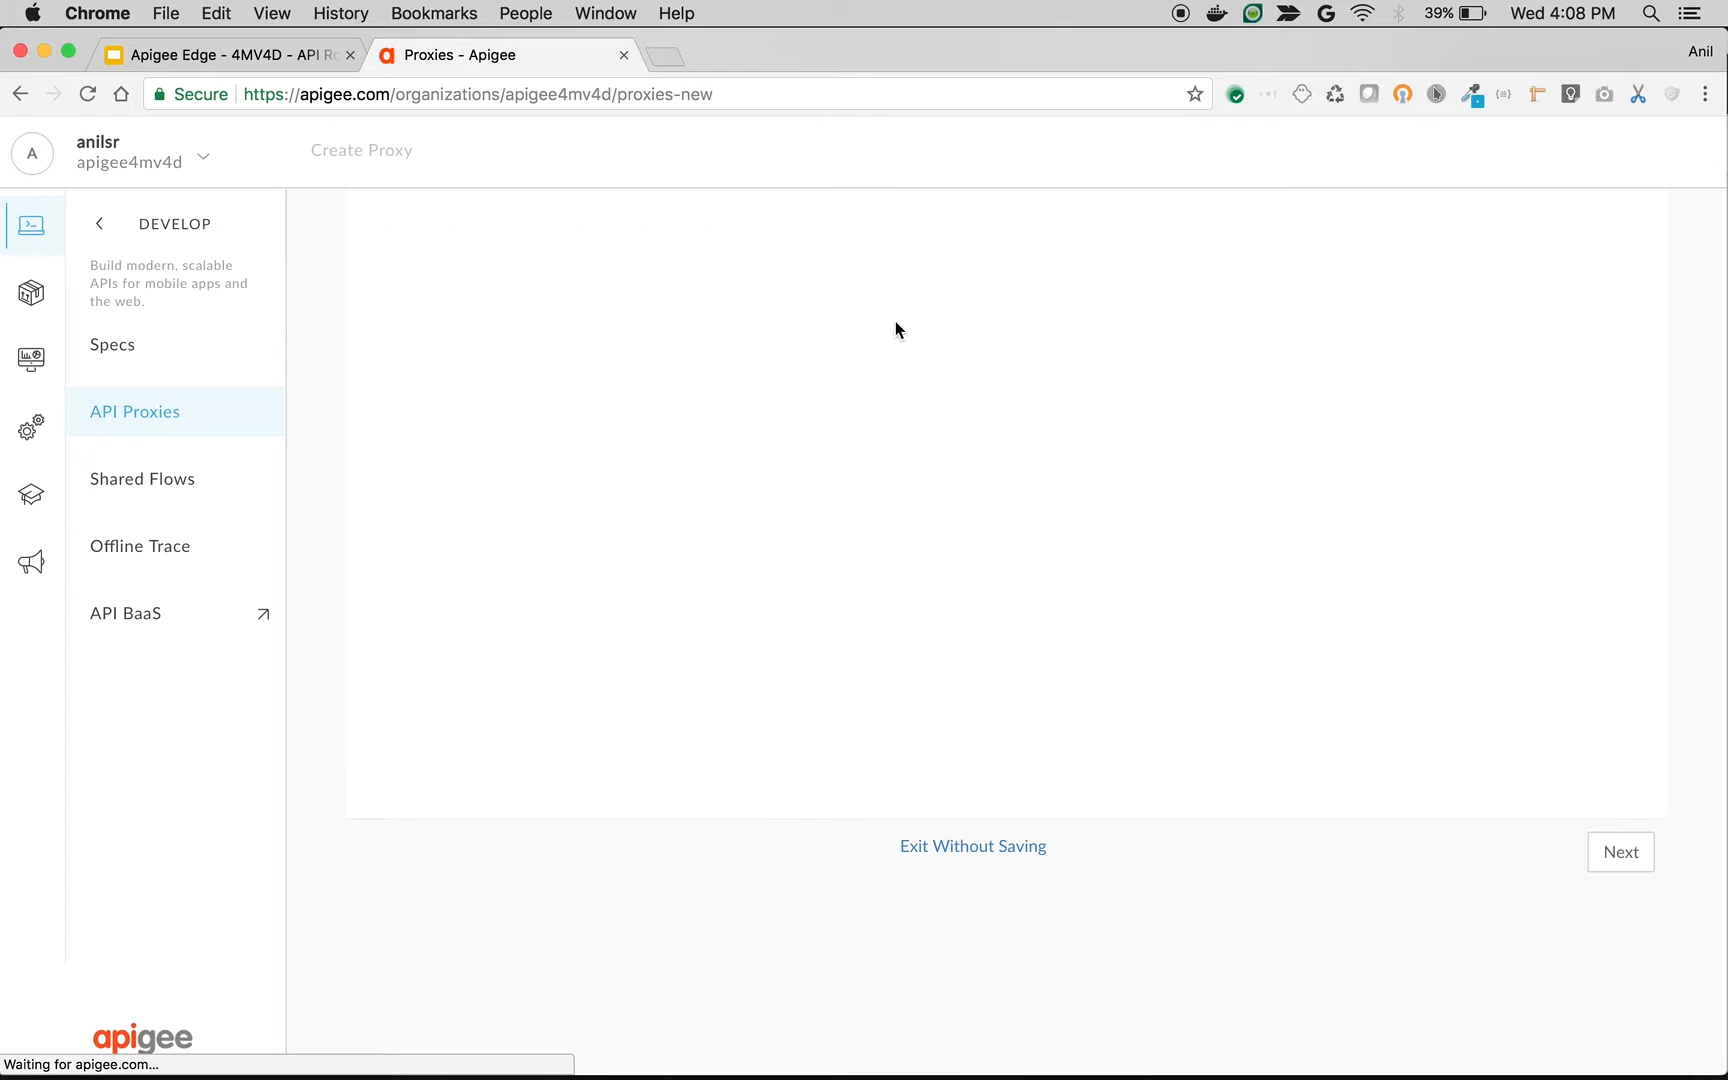 Chrome File Edit View History Bookmarks People Window Help 39% Wed 4:08 PM
Apigee Edge - 4MV4D - API Ro Proxies - Apigee Anil
Secure https://apigee.com/organizations/apigee4mv4d/proxies-new
A
anilsr
apigee4mv4d
Create Proxy
DEVELOP
Build modern, scalable
APIs for mobile apps and
the web.
Specs
API Proxies
Shared Flows
Offline Trace
API BaaS
Exit Without Saving
Next
apigee
Waiting for apigee.com...